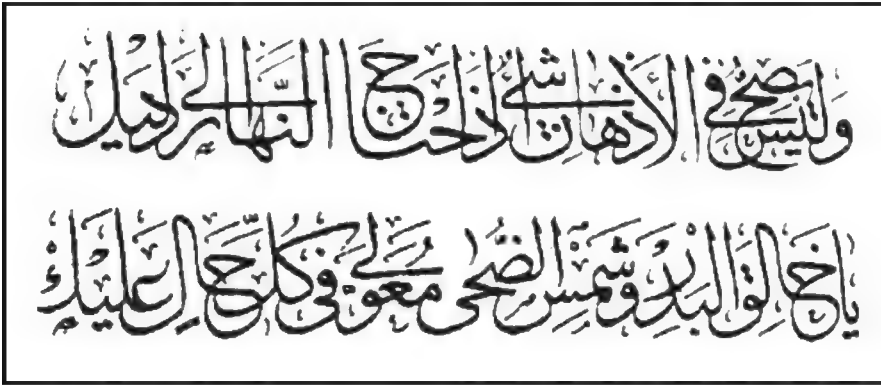 وليس يصح في الأذهان شيء إذا احتاج النهار إلى دليل
يا خالق البدر وشمس الضحى معولي في كل حال عليك